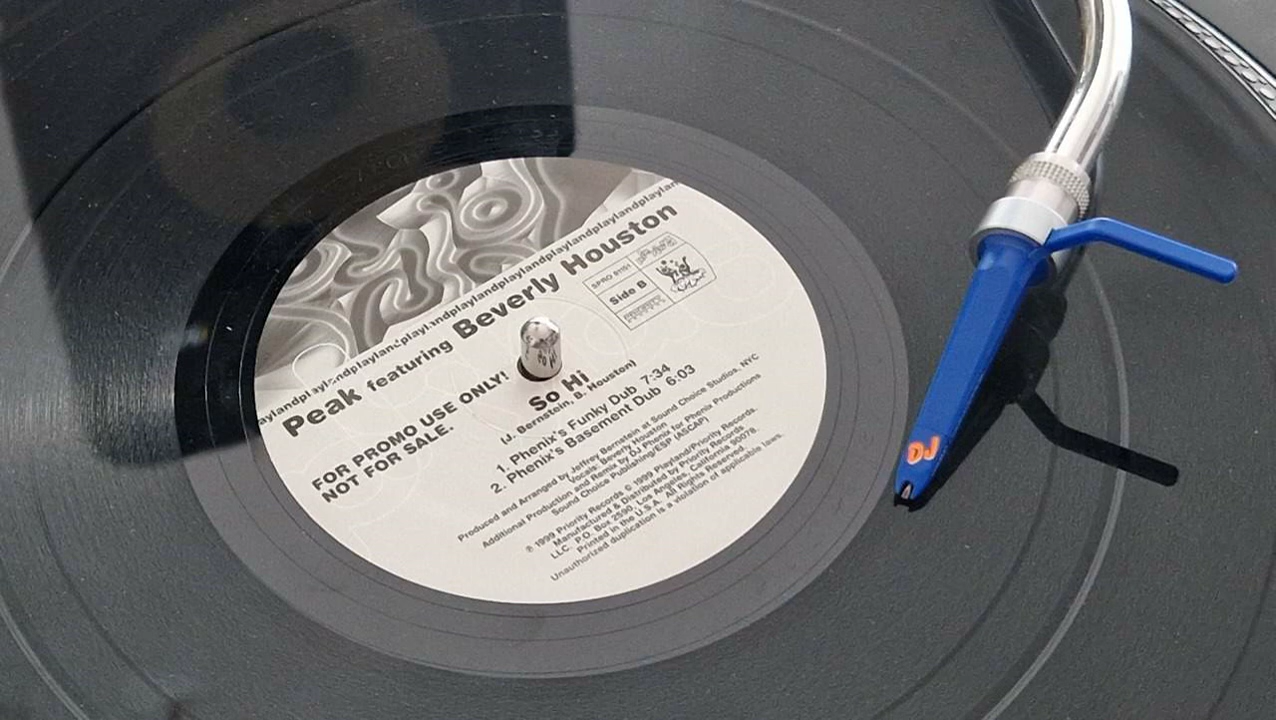 aylandplaylandplaylandplaylandplaylandplaylandplaylan
Peak featuring Beverly Houston
SPRO 81151
Side B
FOR PROMO USE ONLY!
NOT FOR SALE.
So Hi
(J. Bernstein, B. Houston)
1. Phenix's Funky Dub 7:34
2. Phenix's Basement Dub 6:03
Produced and Arranged by Jeffrey Bernstein at Sound Choice Studios, NYC
Vocals: Beverly Houston
Additional Production and Remix by DJ Phenix for Phenix Productions
Sound Choice Publishing/ESP (ASCAP)
℗ 1999 Priority Records © 1999 Playland/Priority Records.
Manufactured & Distributed by Priority Records
LLC. P.O. Box 2590, Los Angeles, California 90078.
Printed in the U.S.A. All Rights Reserved.
Unauthorized duplication is a violation of applicable laws.
DJ